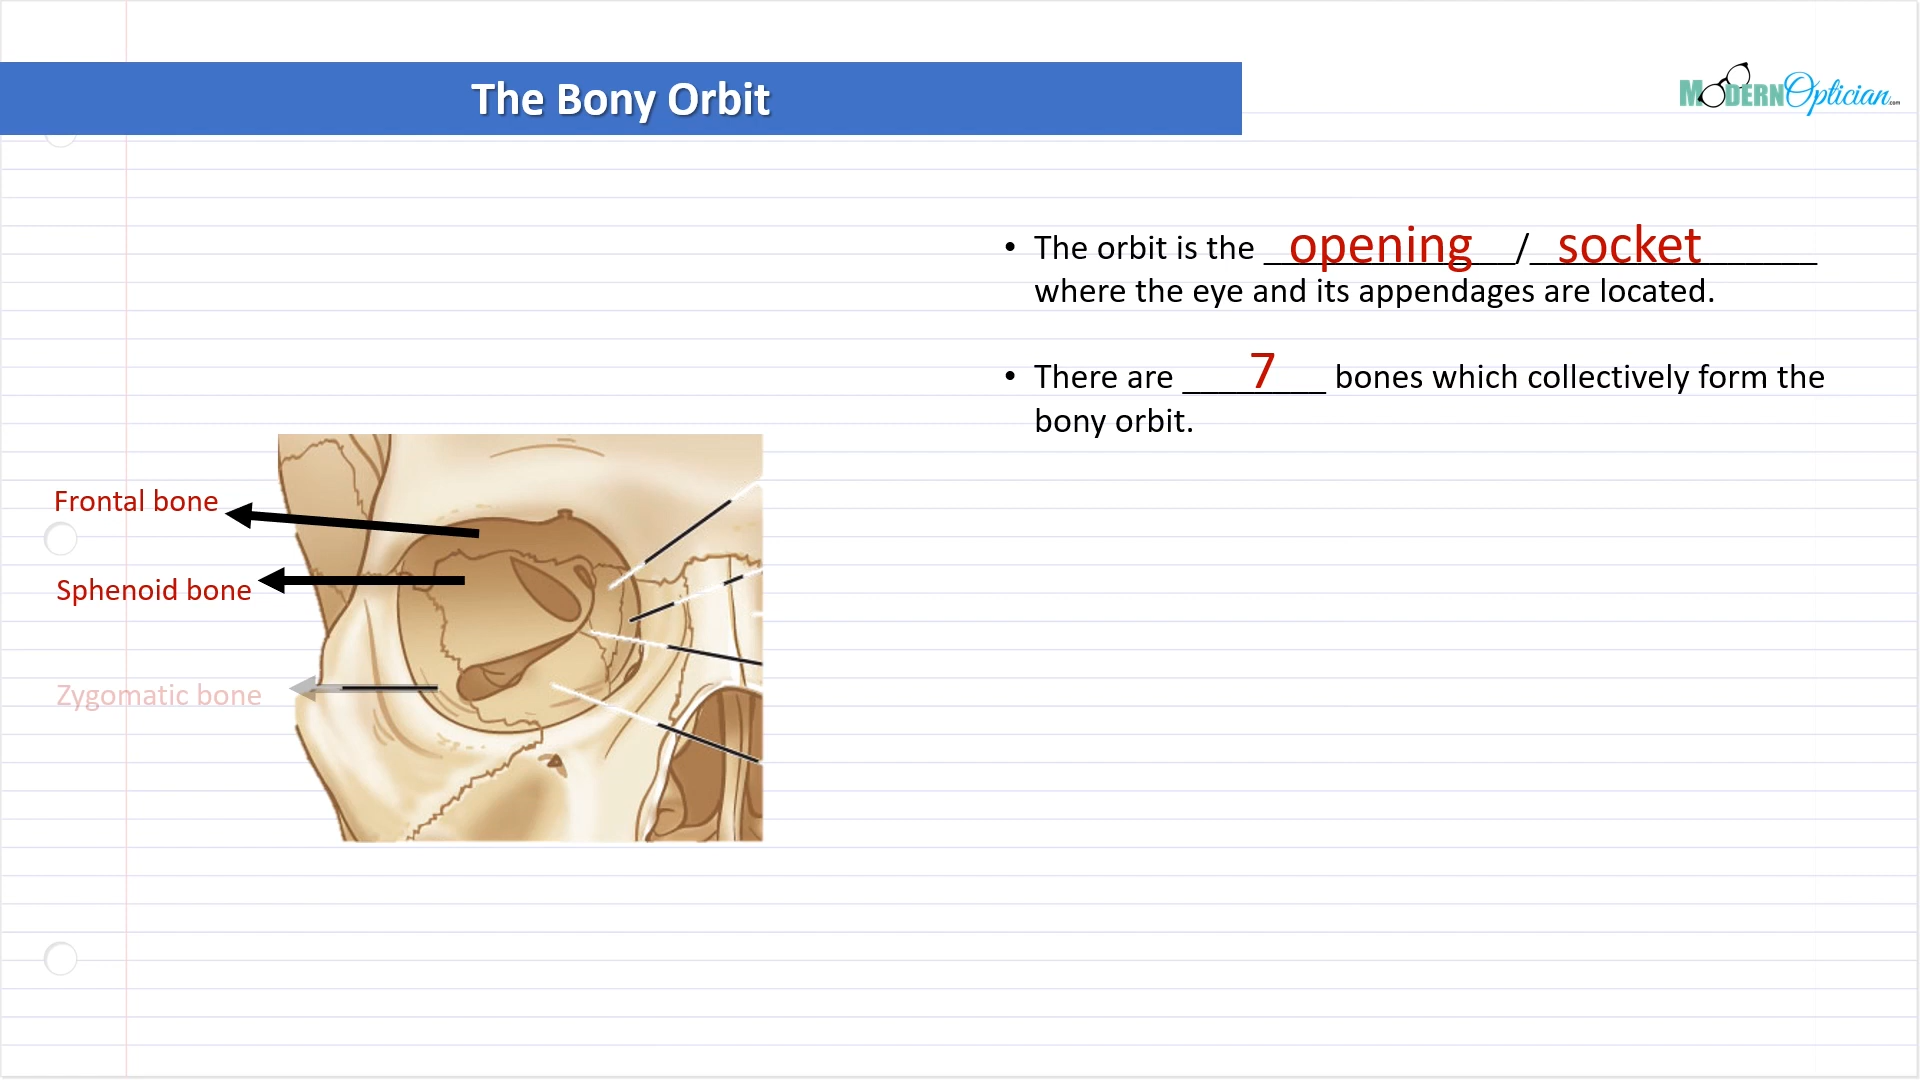 The Bony Orbit
MODERNOptician.com
• The orbit is the opening/socket
where the eye and its appendages are located.
• There are 7 bones which collectively form the
bony orbit.
Frontal bone
Sphenoid bone
Zygomatic bone